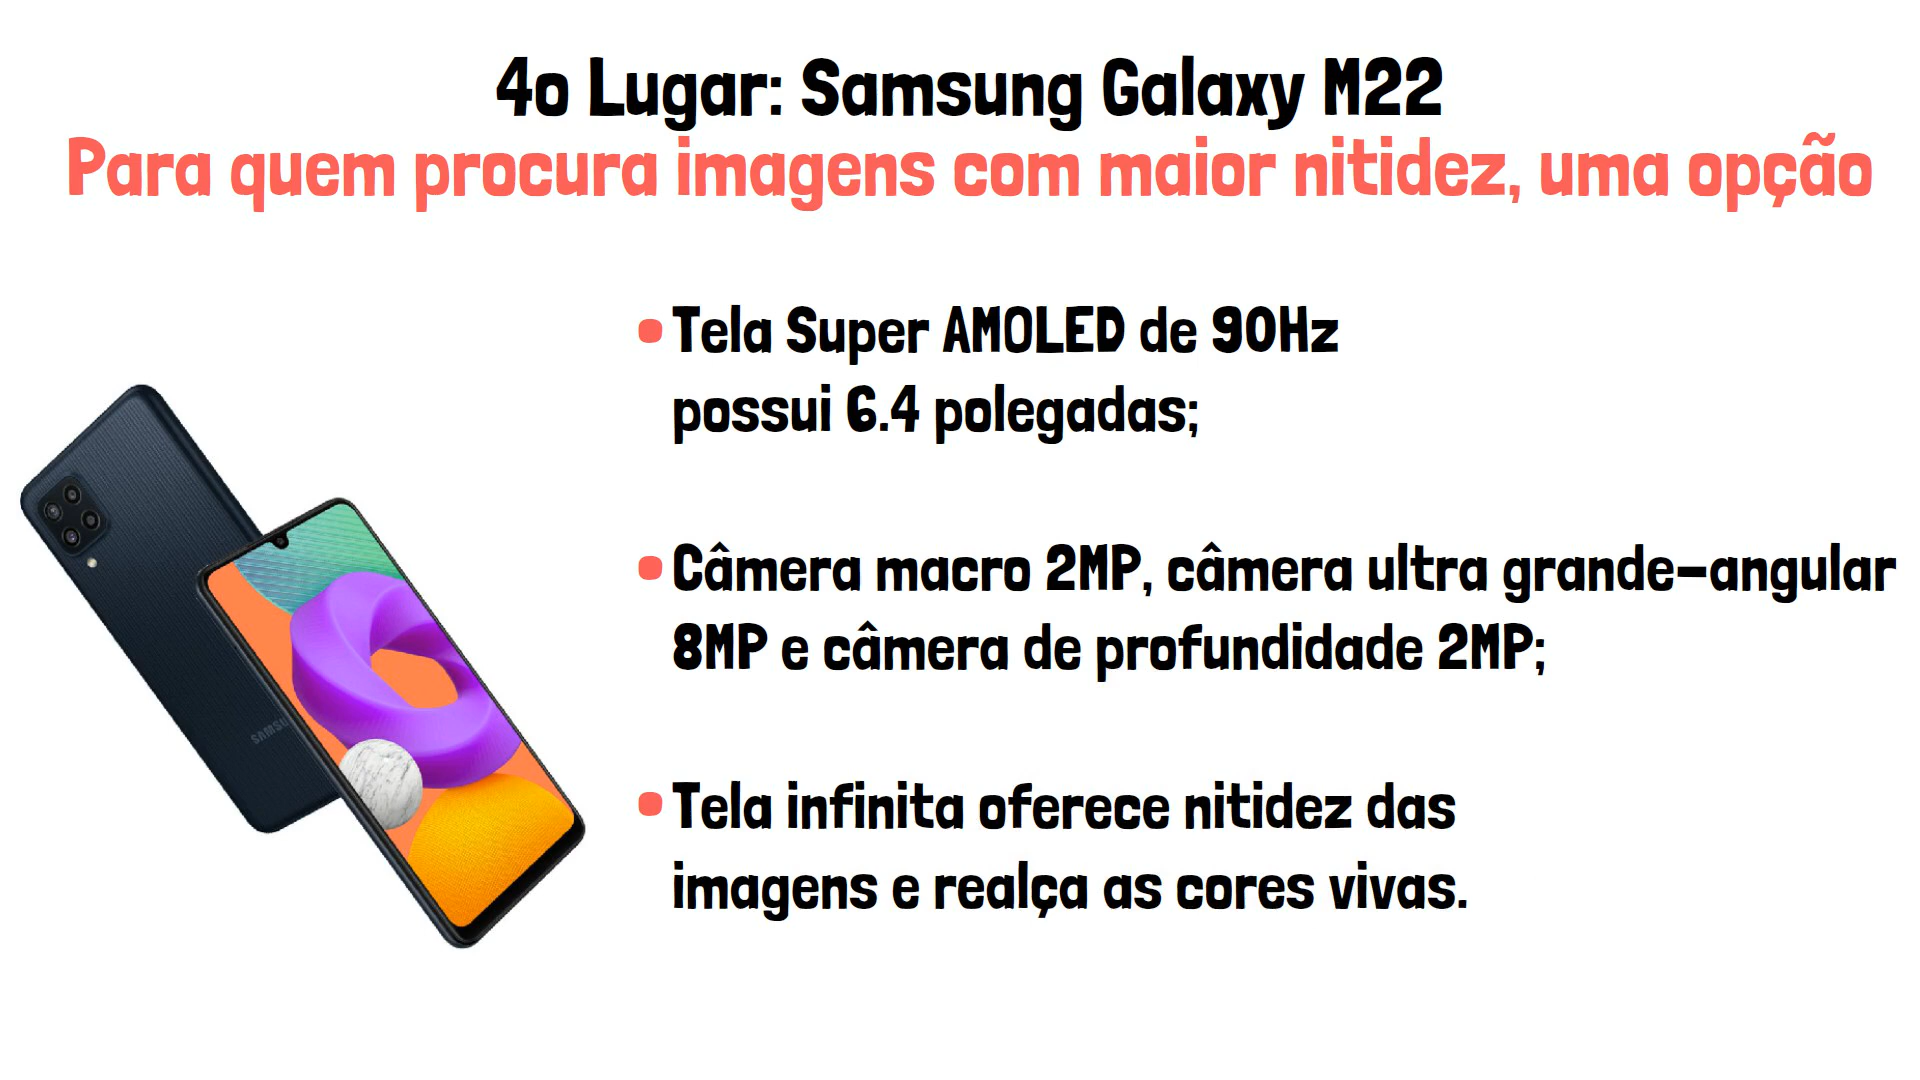 4o Lugar: Samsung Galaxy M22
Para quem procura imagens com maior nitidez, uma opção
• Tela Super AMOLED de 90Hz
possui 6.4 polegadas;
• Câmera macro 2MP, câmera ultra grande-angular
8MP e câmera de profundidade 2MP;
• Tela infinita oferece nitidez das
imagens e realça as cores vivas.
SAMSU